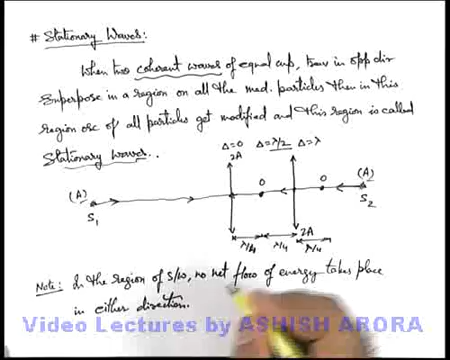 # Stationary Waves:
When two coherent waves of equal amp, trav in opp dir
Superpose in a region on all the med. particles then in this
region osc of all particles get modified and this region is called
Stationary waves..
Δ=0 Δ=λ/2 Δ=λ
2A
(A) 0 0 (A)
S1 S2
2A
λ/4 λ/4 λ/4
Note: In the region of S/W, no net flow of energy takes place
in either direction.
Video Lectures by ASHISH ARORA